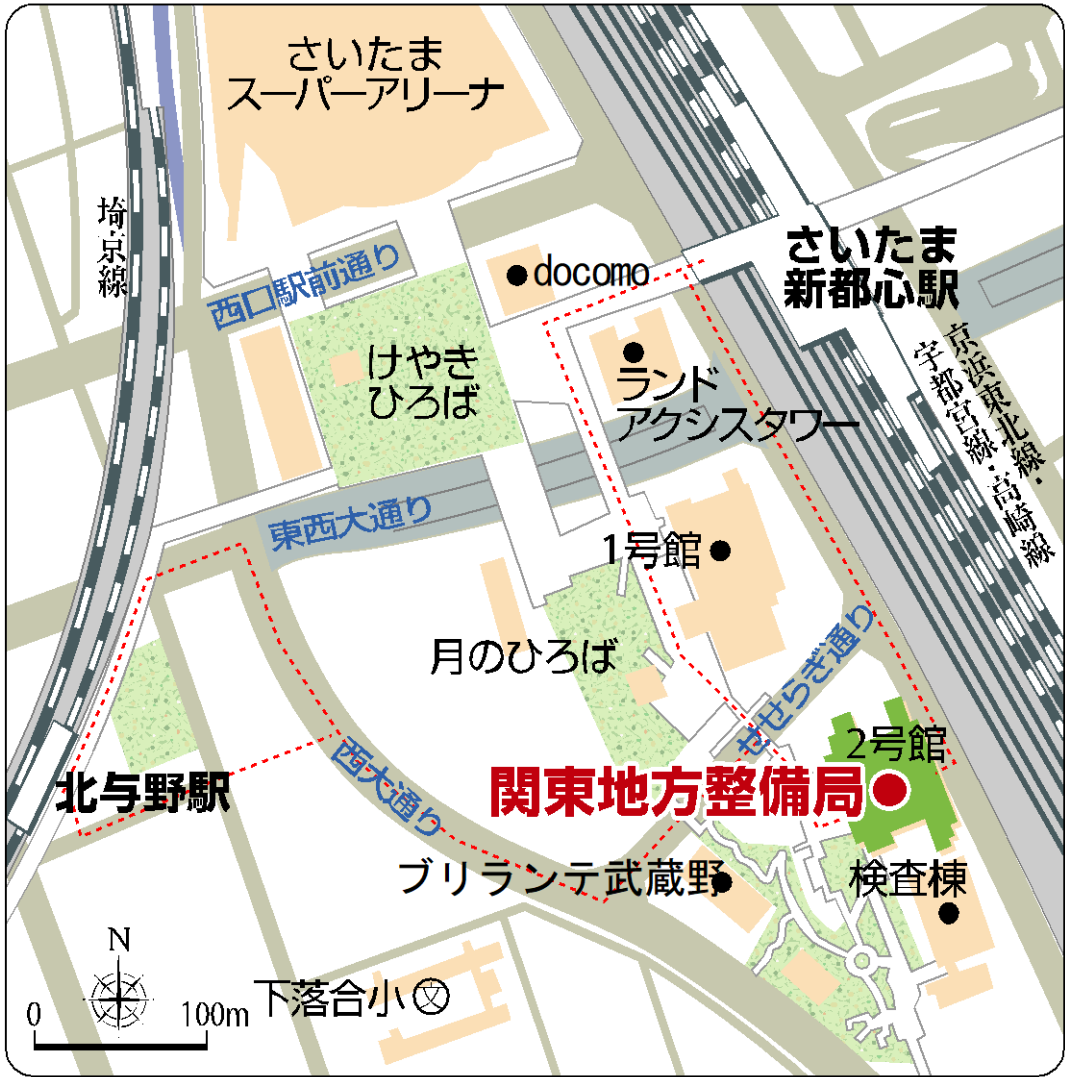 さいたま
スーパーアリーナ
埼京線
西口駅前通り
docomo
さいたま
新都心駅
けやき
ひろば
ランド
アクシスタワー
京浜東北線・
宇都宮線・高崎線
東西大通り
1号館
月のひろば
せせらぎ通り
2号館
北与野駅
西大通り
関東地方整備局
ブリランテ武蔵野
検査棟
N
0 100m
下落合小
文